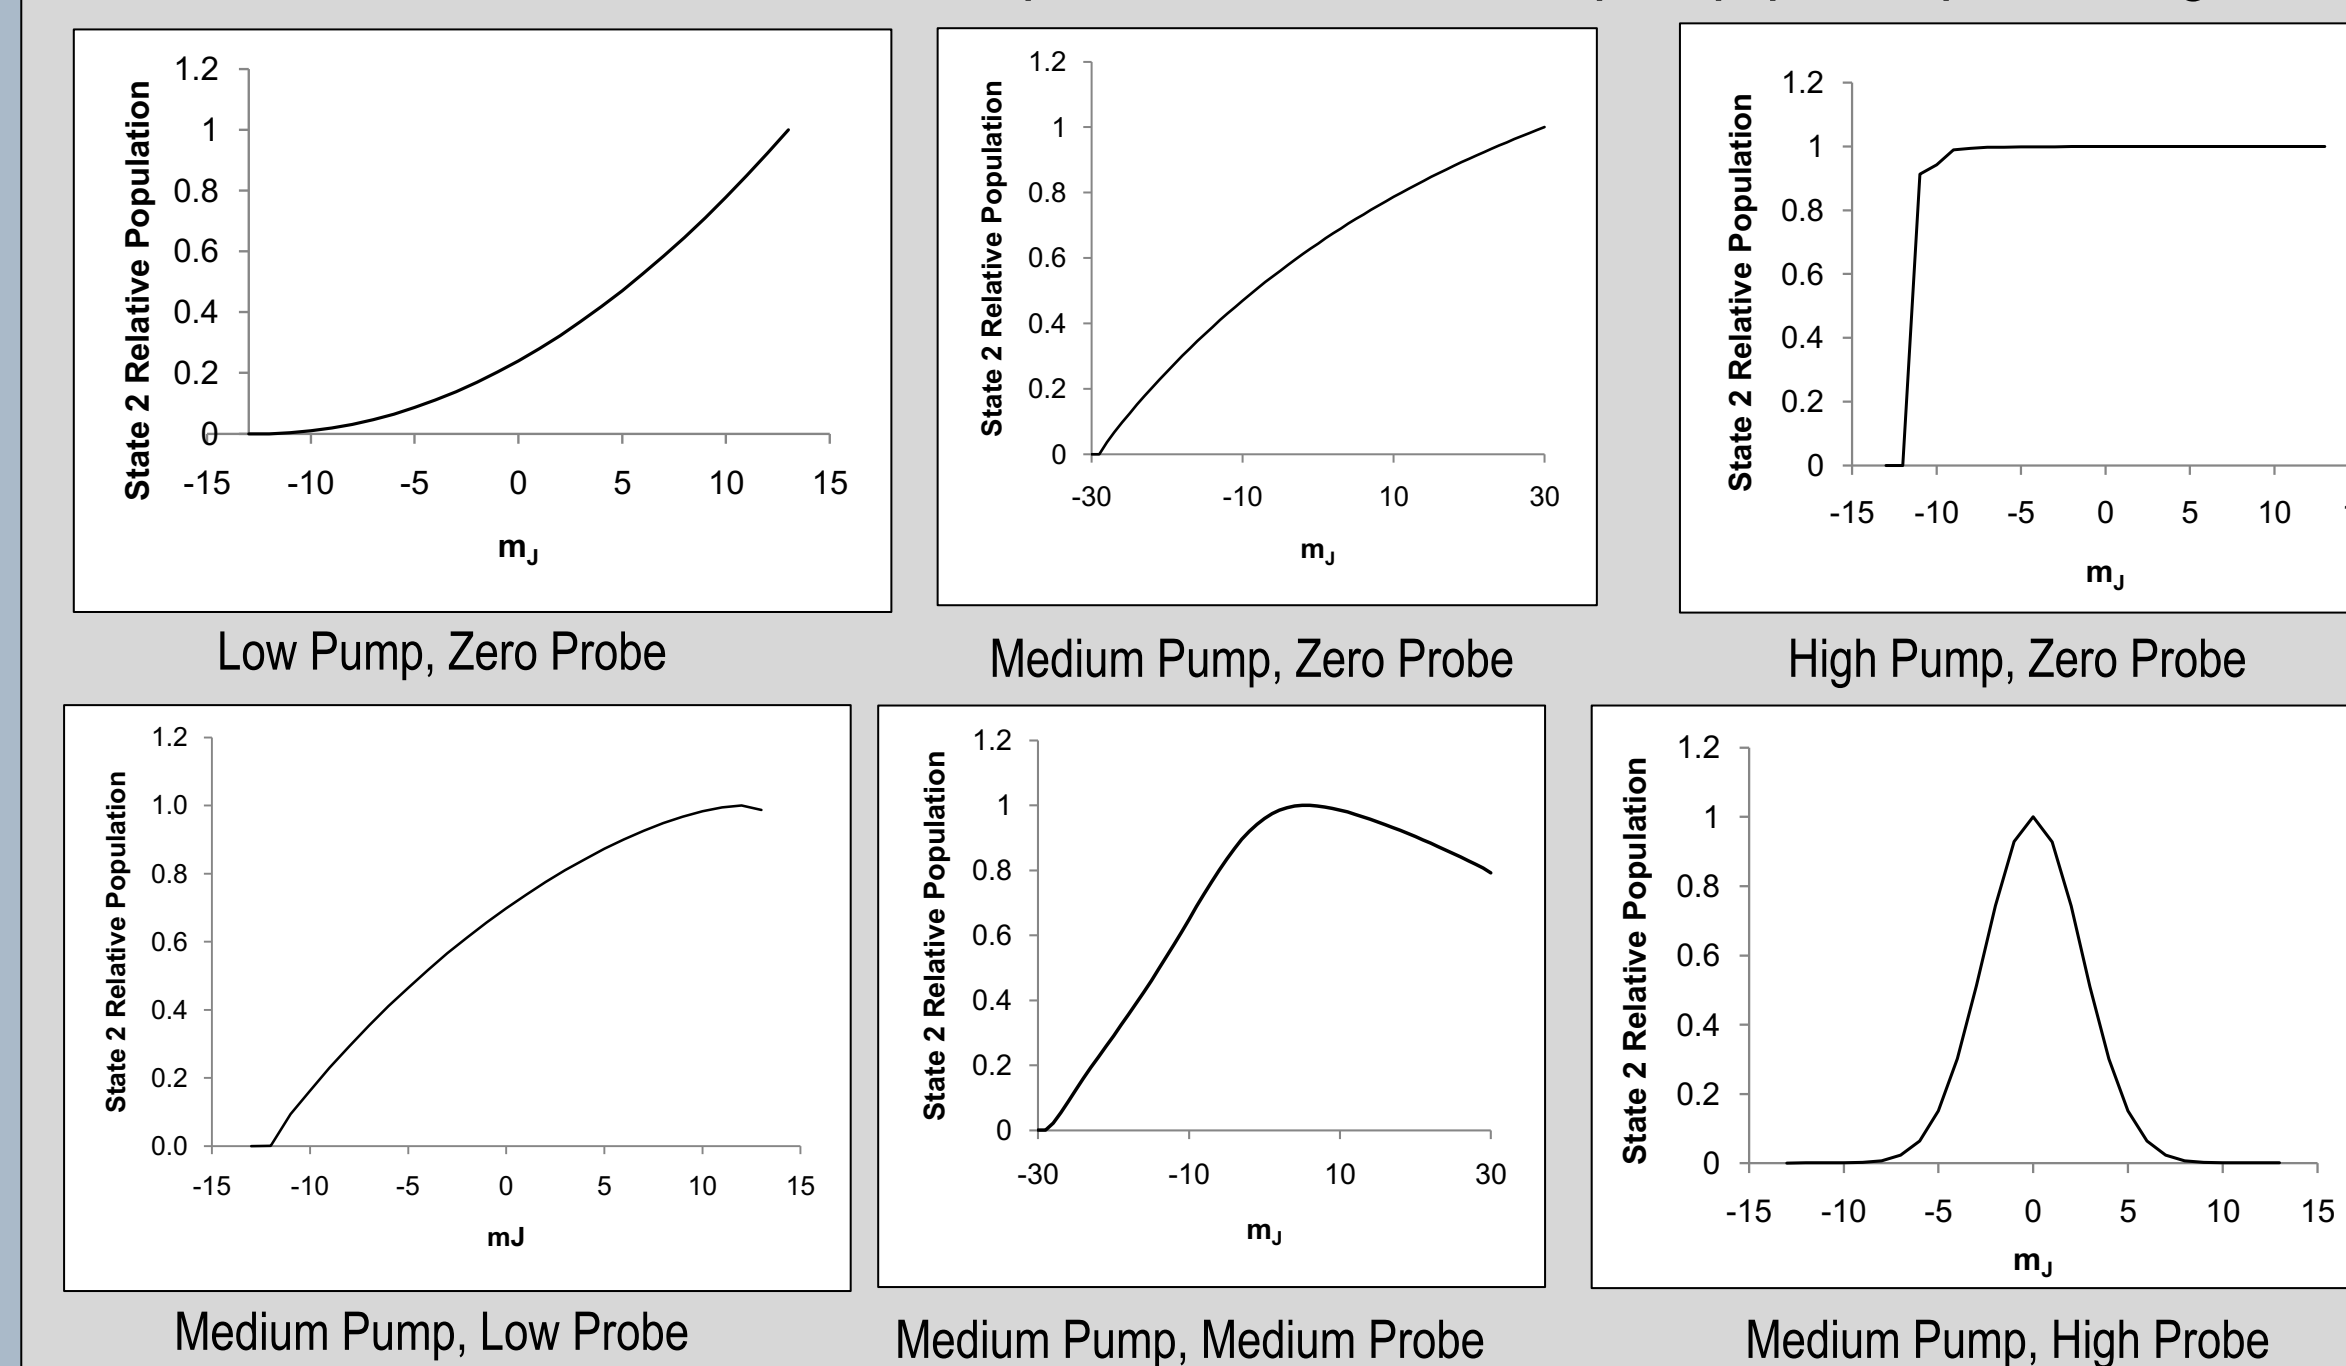 State 2 Relative Population
1.2
1
0.8
0.6
0.4
0.2
0
-15 -10 -5 0 5 10 15
mJ
Low Pump, Zero Probe
State 2 Relative Population
1.2
1
0.8
0.6
0.4
0.2
0
-30 -10 10 30
mJ
Medium Pump, Zero Probe
State 2 Relative Population
1.2
1
0.8
0.6
0.4
0.2
0
-15 -10 -5 0 5 10
mJ
High Pump, Zero Probe
State 2 Relative Population
1.2
1.0
0.8
0.6
0.4
0.2
0.0
-15 -10 -5 0 5 10 15
mJ
Medium Pump, Low Probe
State 2 Relative Population
1.2
1
0.8
0.6
0.4
0.2
0
-30 -10 10 30
mJ
Medium Pump, Medium Probe
State 2 Relative Population
1.2
1
0.8
0.6
0.4
0.2
0
-15 -10 -5 0 5 10 15
mJ
Medium Pump, High Probe